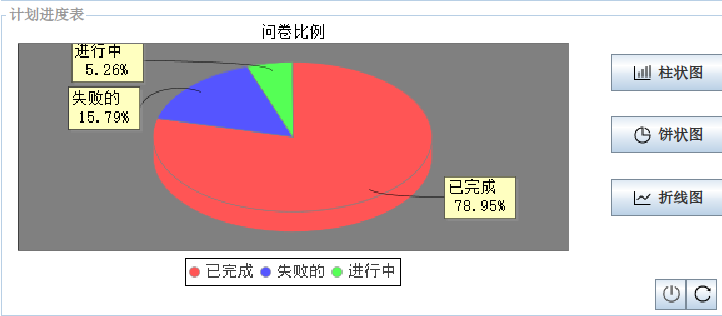 计划进度表
问卷比例
进行中
5.26%
失败的
15.79%
已完成
78.95%
已完成 失败的 进行中
柱状图
饼状图
折线图